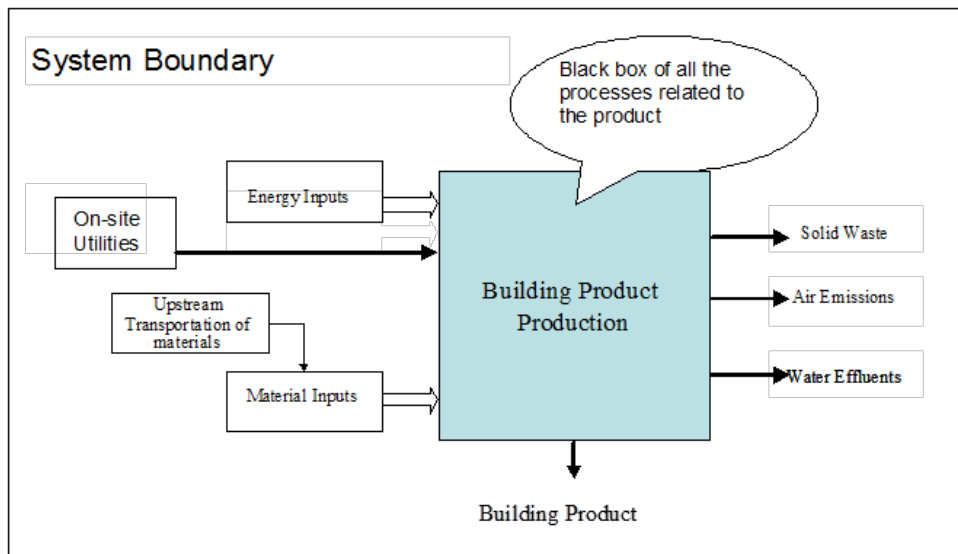 System Boundary
Black box of all the
processes related to
the product
Energy Inputs
On-site
Utilities
Upstream
Transportation of
materials
Material Inputs
Building Product
Production
Solid Waste
Air Emissions
Water Effluents
Building Product